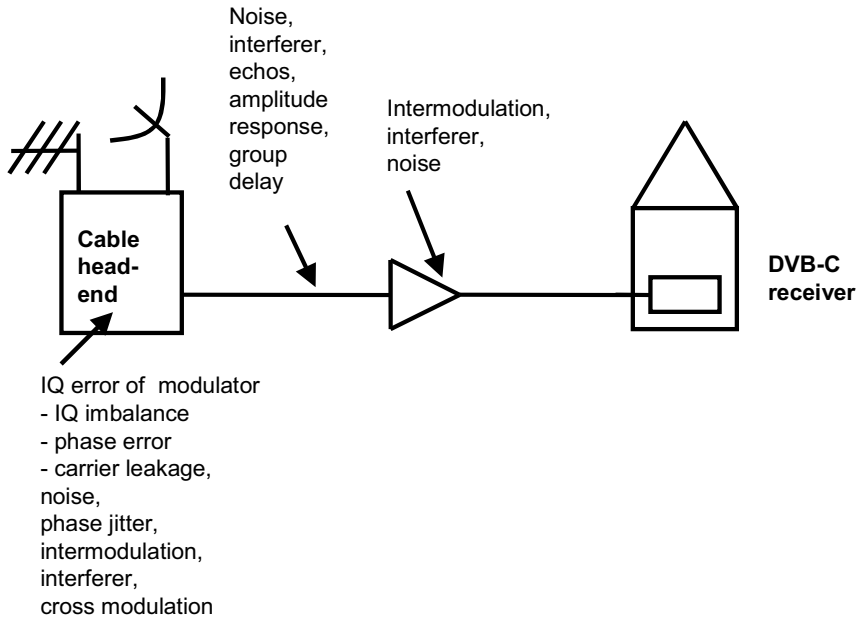 Noise,
interferer,
echos,
amplitude
response,
group
delay
Intermodulation,
interferer,
noise
Cable
head-
end
DVB-C
receiver
IQ error of modulator
- IQ imbalance
- phase error
- carrier leakage,
noise,
phase jitter,
intermodulation,
interferer,
cross modulation